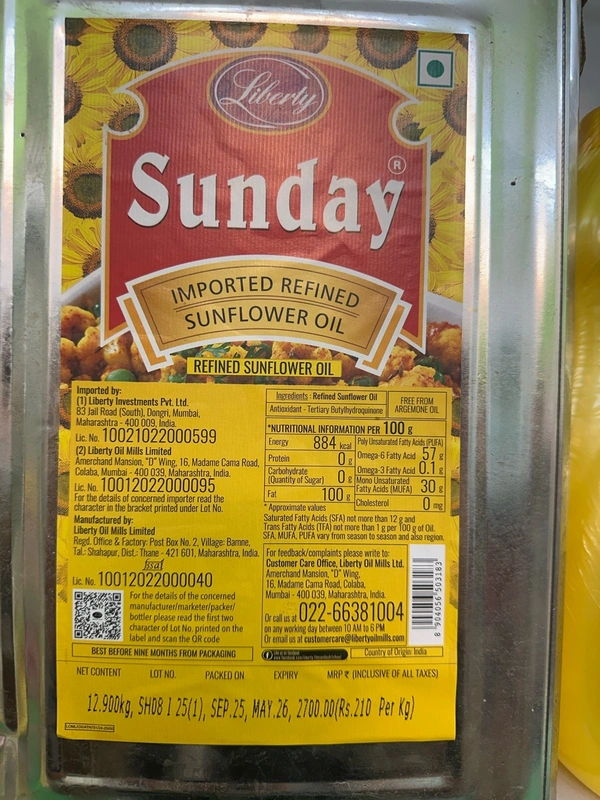 Liberty
Sunday®
IMPORTED REFINED
SUNFLOWER OIL
REFINED SUNFLOWER OIL
Imported by:
(1) Liberty Investments Pvt. Ltd.
83 Jail Road (South), Dongri, Mumbai,
Maharashtra - 400 009, India.
Lic. No. 10021022000599
(2) Liberty Oil Mills Limited
Amerchand Mansion, "D" Wing, 16, Madame Cama Road,
Colaba, Mumbai - 400 039, Maharashtra, India.
Lic. No. 10012022000095
For the details of concerned importer read the
character in the bracket printed under Lot No.
Manufactured by:
Liberty Oil Mills Limited
Regd. Office & Factory: Post Box No. 2, Village: Bamne,
Tal.: Shahapur, Dist.: Thane - 421 601, Maharashtra, India.
fssai
Lic. No. 10012022000040
For the details of concerned
manufacturer/marketer/packer/
bottler please read the first two
character of Lot No. printed on the
label and scan the QR code
BEST BEFORE NINE MONTHS FROM PACKAGING
Ingredients : Refined Sunflower Oil
Antioxidant - Tertiary Butylhydroquinone
FREE FROM
ARGEMONE OIL
*NUTRITIONAL INFORMATION PER 100 g
Energy 884 kcal
Protein 0 g
Carbohydrate
(Quantity of Sugar) 0 g
Fat 100 g
Poly Unsaturated Fatty Acids (PUFA)
Omega-6 Fatty Acid 57 g
Omega-3 Fatty Acid 0.1 g
Mono Unsaturated
Fatty Acids (MUFA) 30 g
Cholesterol 0 mg
* Approximate values
Saturated Fatty Acids (SFA) not more than 12 g and
Trans Fatty Acids (TFA) not more than 1 g per 100 g of Oil.
SFA, MUFA, PUFA vary from season to season and also region.
For feedback/complaints please write to:
Customer Care Office, Liberty Oil Mills Ltd.
Amerchand Mansion, "D" Wing,
16, Madame Cama Road, Colaba,
Mumbai - 400 039, Maharashtra, India.
Or call us at 022-66381004
on any working day between 10 AM to 6 PM
Or email us at customercare@libertyoilmills.com
8 904056 503183
Country of Origin: India
NET CONTENT LOT NO. PACKED ON EXPIRY MRP ₹ (INCLUSIVE OF ALL TAXES)
12.900kg, SH08 I 25(1), SEP.25, MAY.26, 2700.00(Rs.210 Per Kg)